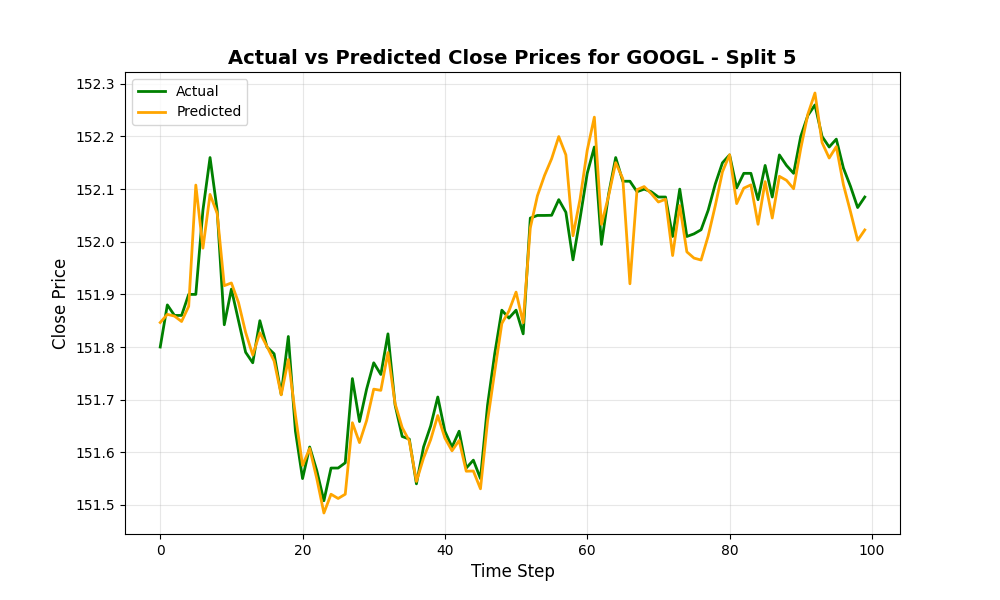 Actual vs Predicted Close Prices for GOOGL - Split 5
Actual
Predicted
Close Price
152.3
152.2
152.1
152.0
151.9
151.8
151.7
151.6
151.5
0 20 40 60 80 100
Time Step